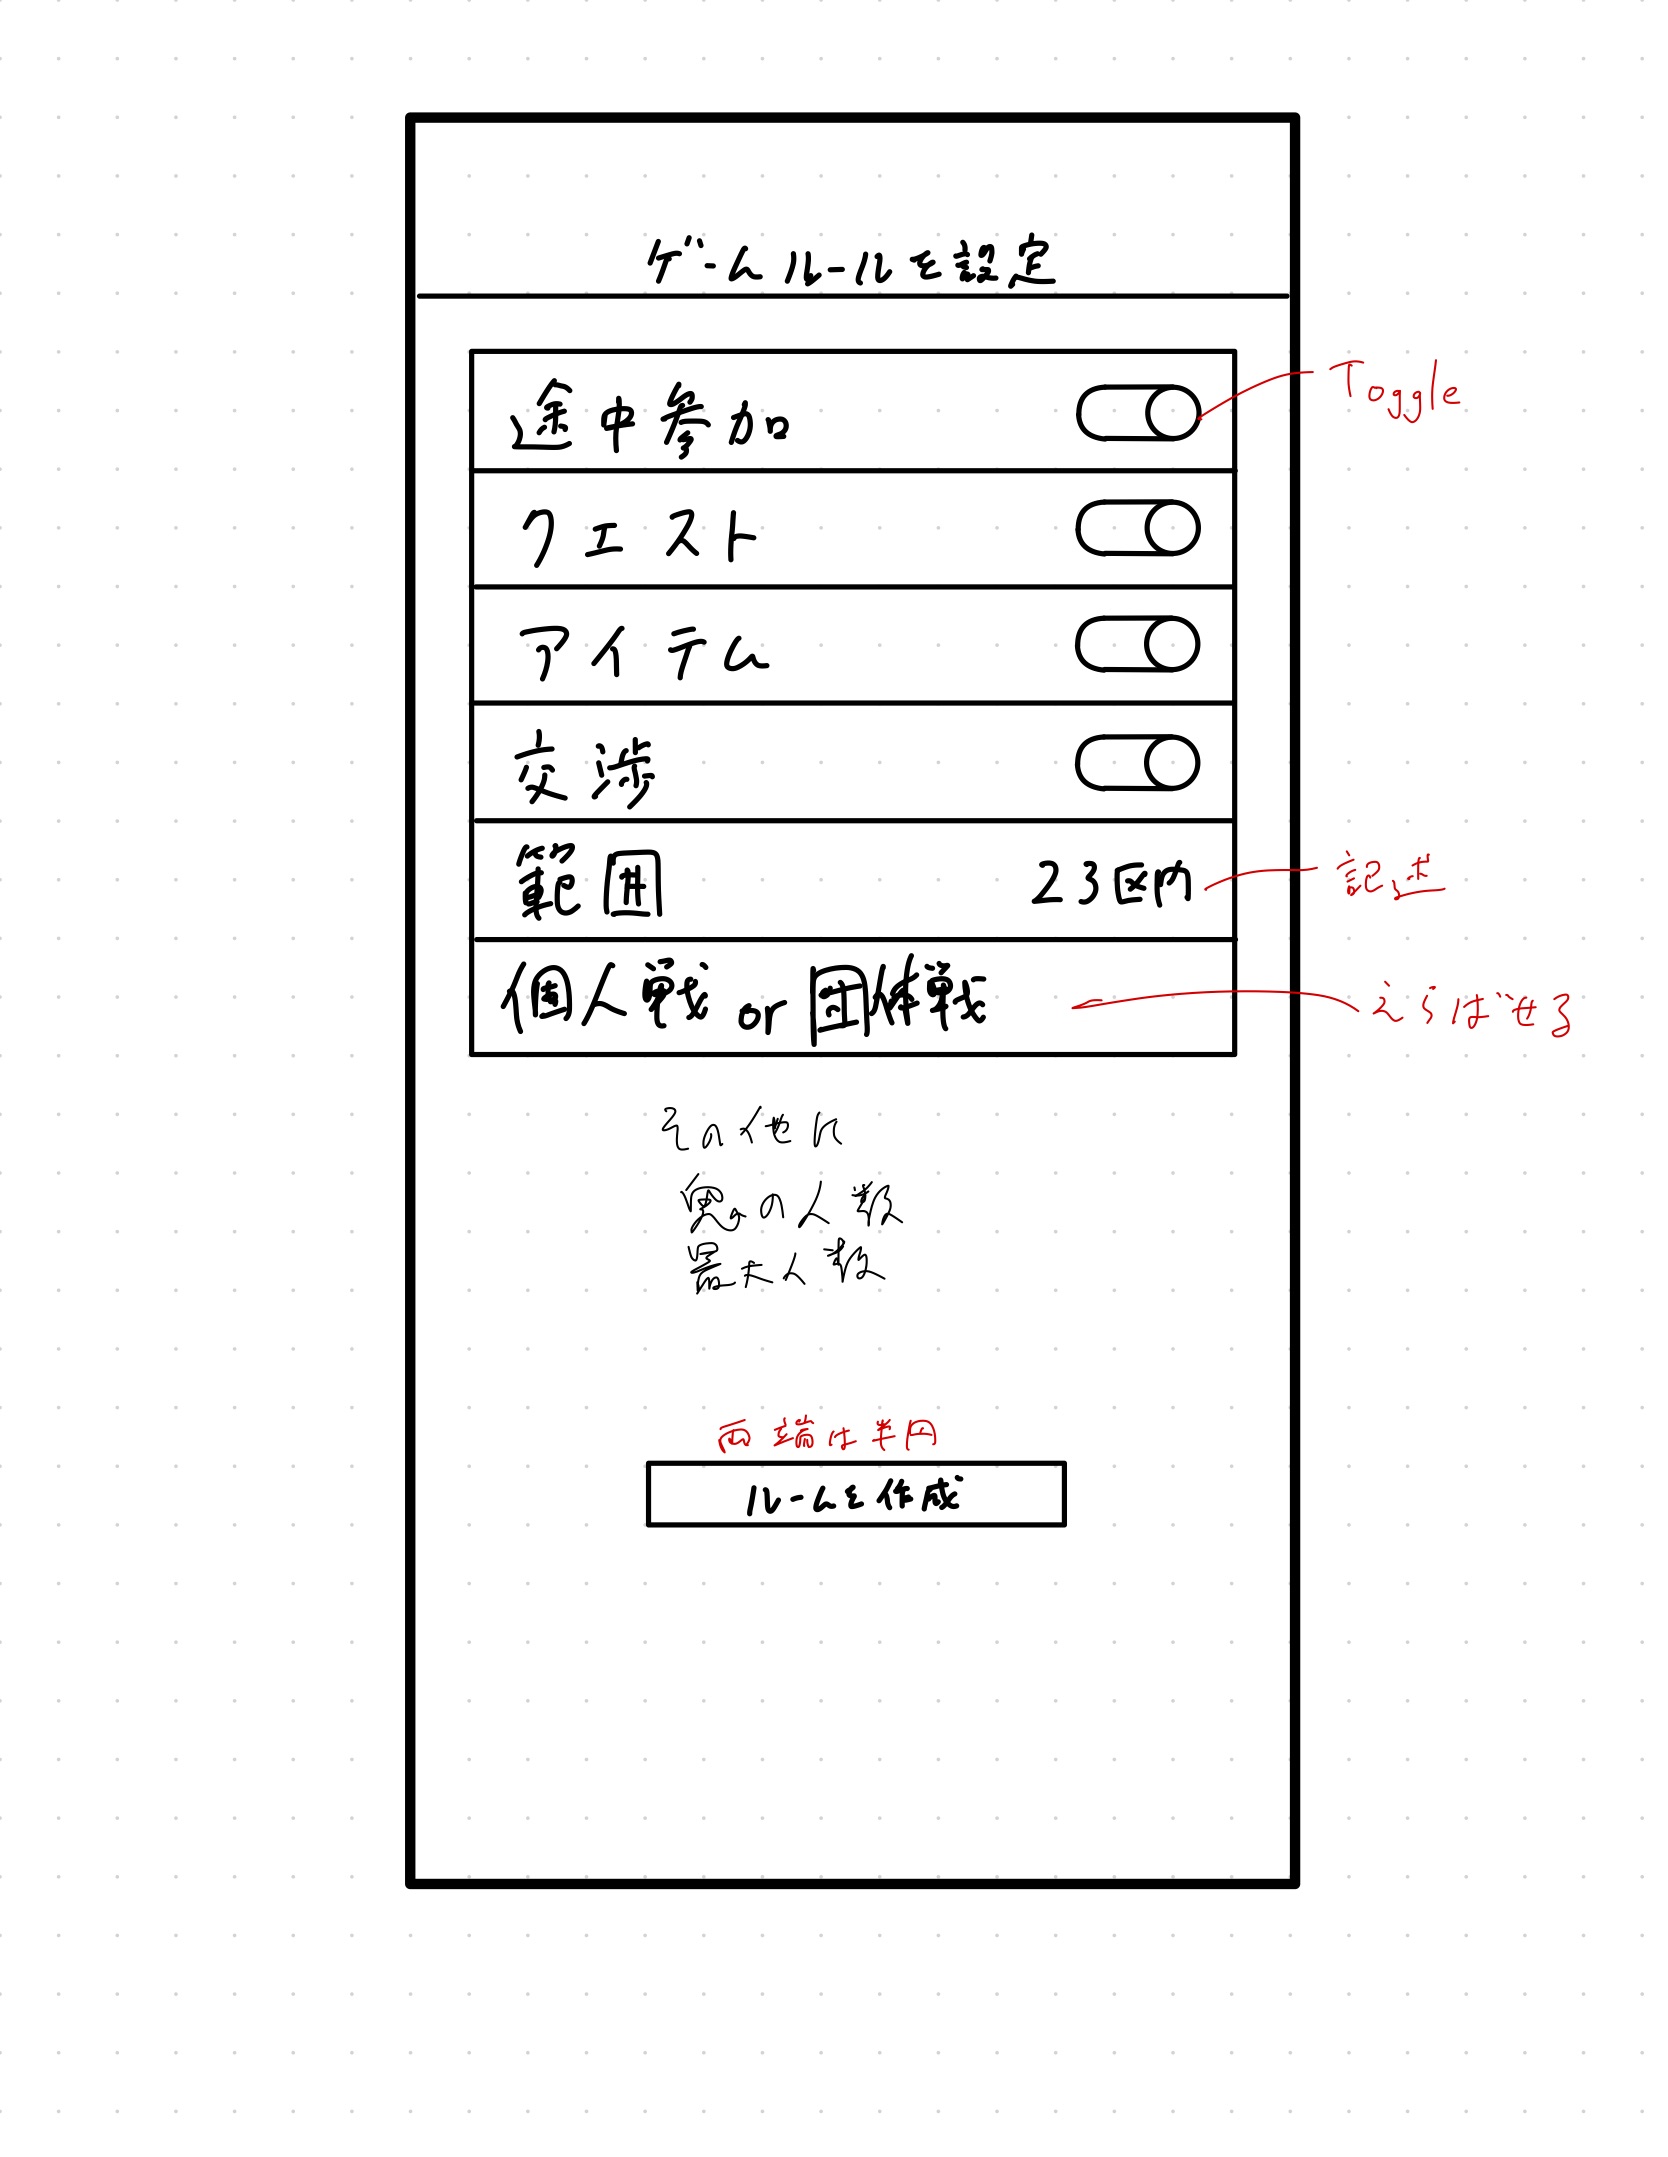 ゲームルールを設定
途中参加
Toggle
クエスト
アイテム
交渉
範囲 23区内
記述
個人戦 or 団体戦
えらばせる
その他に
鬼の人数
最大人数
両端は半円
ルームを作成